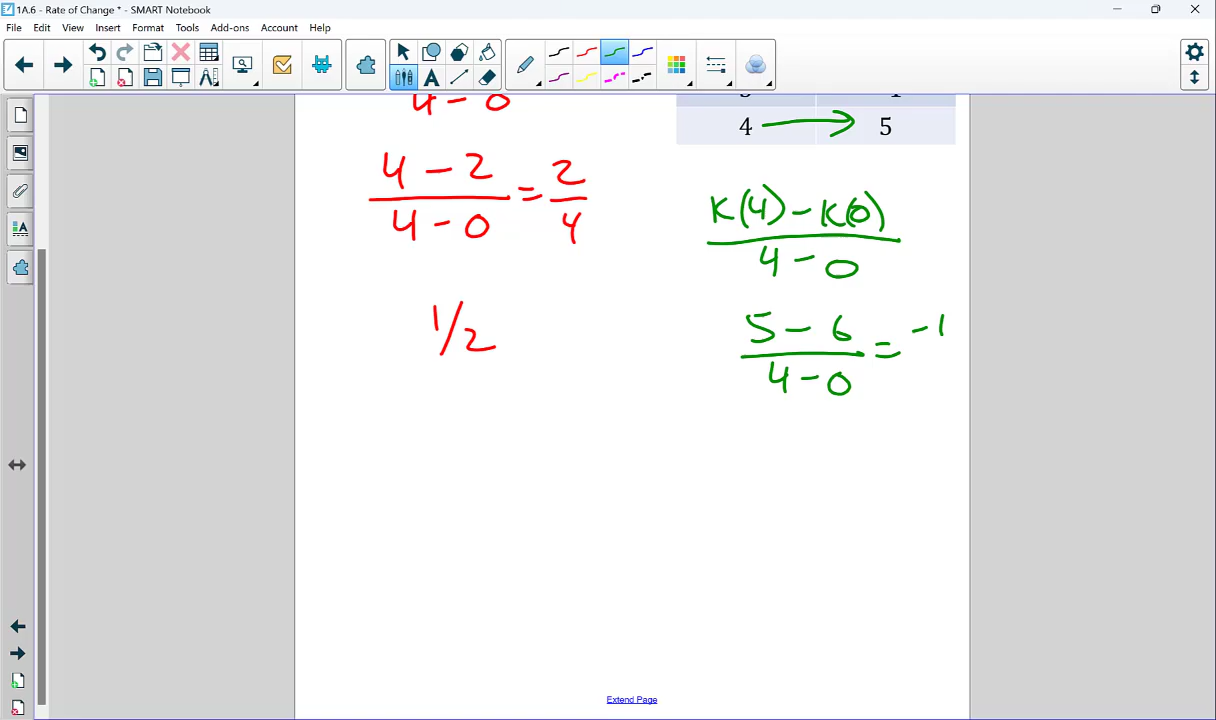 1A.6 - Rate of Change * - SMART Notebook
File Edit View Insert Format Tools Add-ons Account Help
4 - 0
4 - 2 / 4 - 0 = 2/4
1/2
4 → 5
K(4) - K(0) / 4 - 0
5 - 6 / 4 - 0 = -1
Extend Page